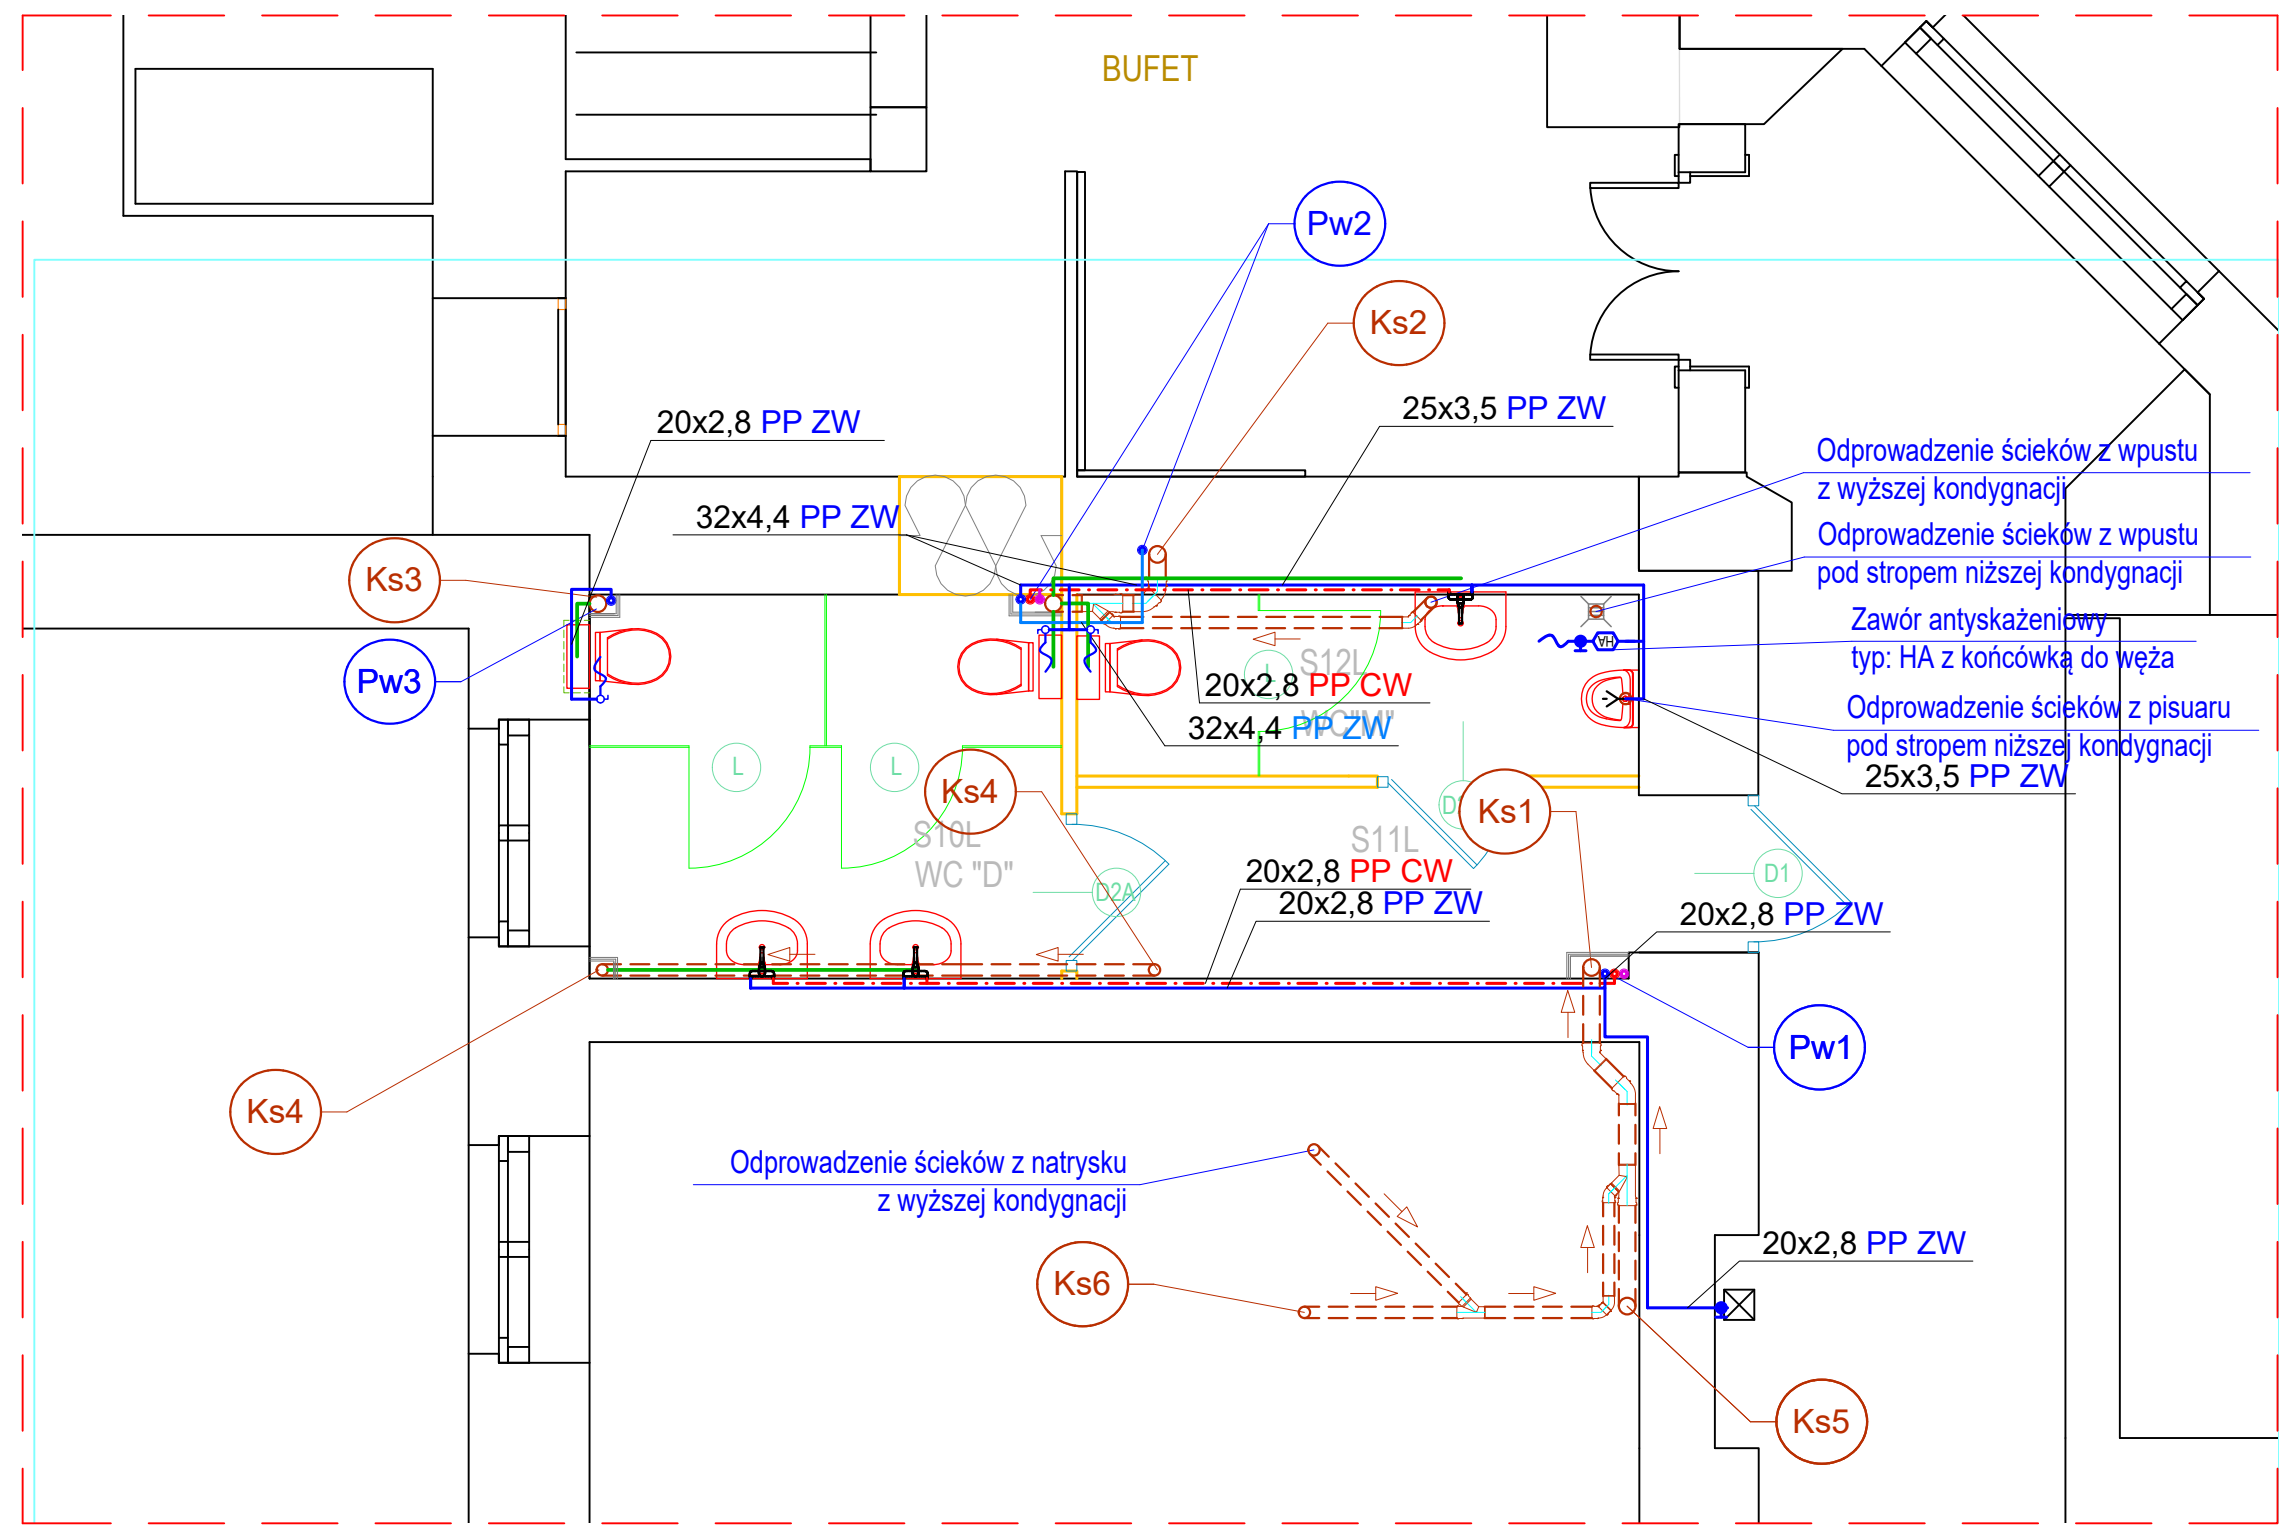 BUFET
Pw2
Ks2
20x2,8 PP ZW
25x3,5 PP ZW
Odprowadzenie ścieków z wpustu
z wyższej kondygnacji
32x4,4 PP ZW
Odprowadzenie ścieków z wpustu
pod stropem niższej kondygnacji
Ks3
Zawór antyskażeniowy
typ: HA z końcówką do węża
HA
Pw3
S12L
L
20x2,8 PP CW
WC"M"
32x4,4 PP ZW
Odprowadzenie ścieków z pisuaru
pod stropem niższej kondygnacji
25x3,5 PP ZW
L
L
Ks4
Ks1
S10L
WC "D"
S11L
D2A
D1
20x2,8 PP CW
20x2,8 PP ZW
20x2,8 PP ZW
Pw1
Ks4
Odprowadzenie ścieków z natrysku
z wyższej kondygnacji
20x2,8 PP ZW
Ks6
Ks5